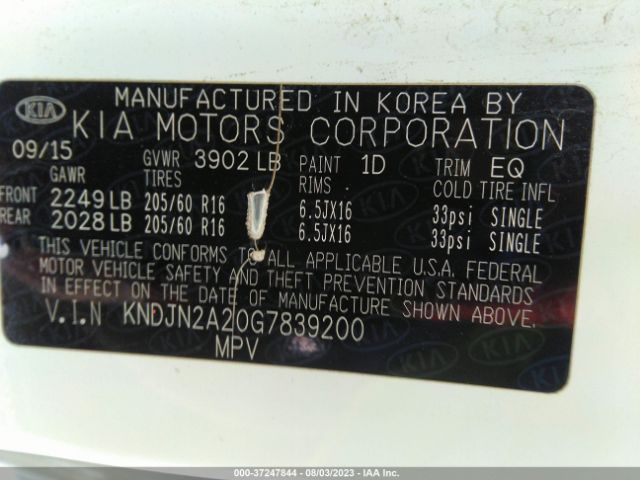 MANUFACTURED IN KOREA BY
KIA KIA MOTORS CORPORATION
09/15 GVWR 3902 LB PAINT 1D TRIM EQ
GAWR TIRES RIMS COLD TIRE INFL
FRONT 2249 LB 205/60 R16 6.5JX16 33psi SINGLE
REAR 2028 LB 205/60 R16 6.5JX16 33psi SINGLE
THIS VEHICLE CONFORMS TO ALL APPLICABLE U.S.A. FEDERAL
MOTOR VEHICLE SAFETY AND THEFT PREVENTION STANDARDS
IN EFFECT ON THE DATE OF MANUFACTURE SHOWN ABOVE.
V.I.N KNDJN2A20G7839200
MPV
000-37247844 | 08/03/2023 - IAA Inc.